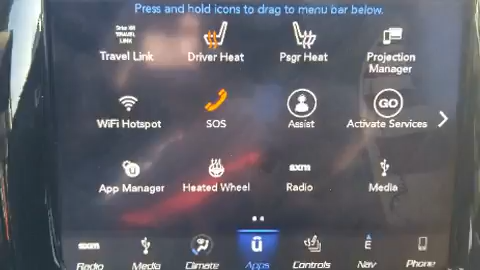 Press and hold icons to drag to menu bar below.
Travel Link
Driver Heat
Psgr Heat
Projection
Manager
WiFi Hotspot
SOS
Assist
GO
Activate Services
App Manager
Heated Wheel
sxm
Radio
Media
sxm
Radio
Media
Climate
ū
Apps
Controls
E
Nav
Phone